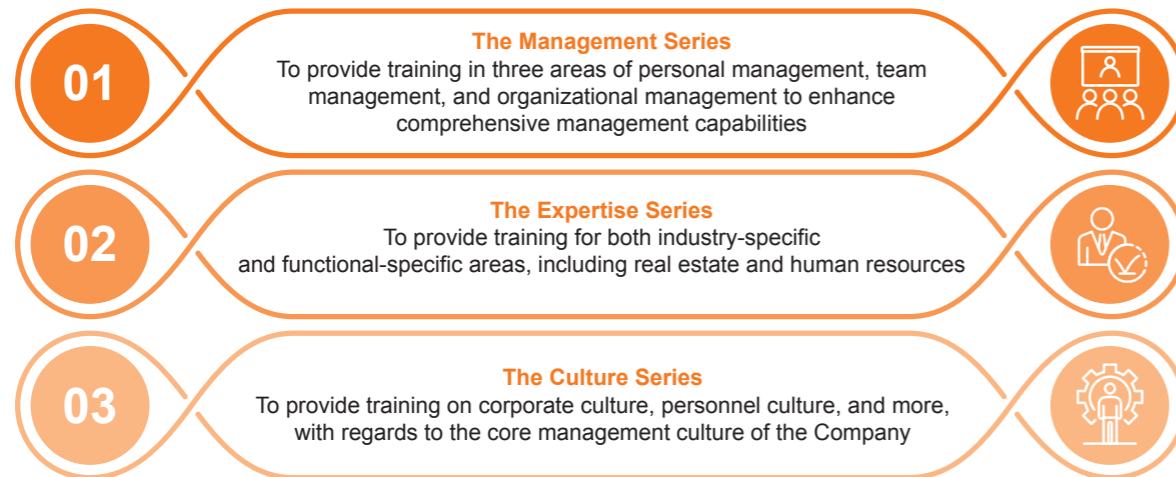 01
The Management Series
To provide training in three areas of personal management, team
management, and organizational management to enhance
comprehensive management capabilities
02
The Expertise Series
To provide training for both industry-specific
and functional-specific areas, including real estate and human resources
03
The Culture Series
To provide training on corporate culture, personnel culture, and more,
with regards to the core management culture of the Company